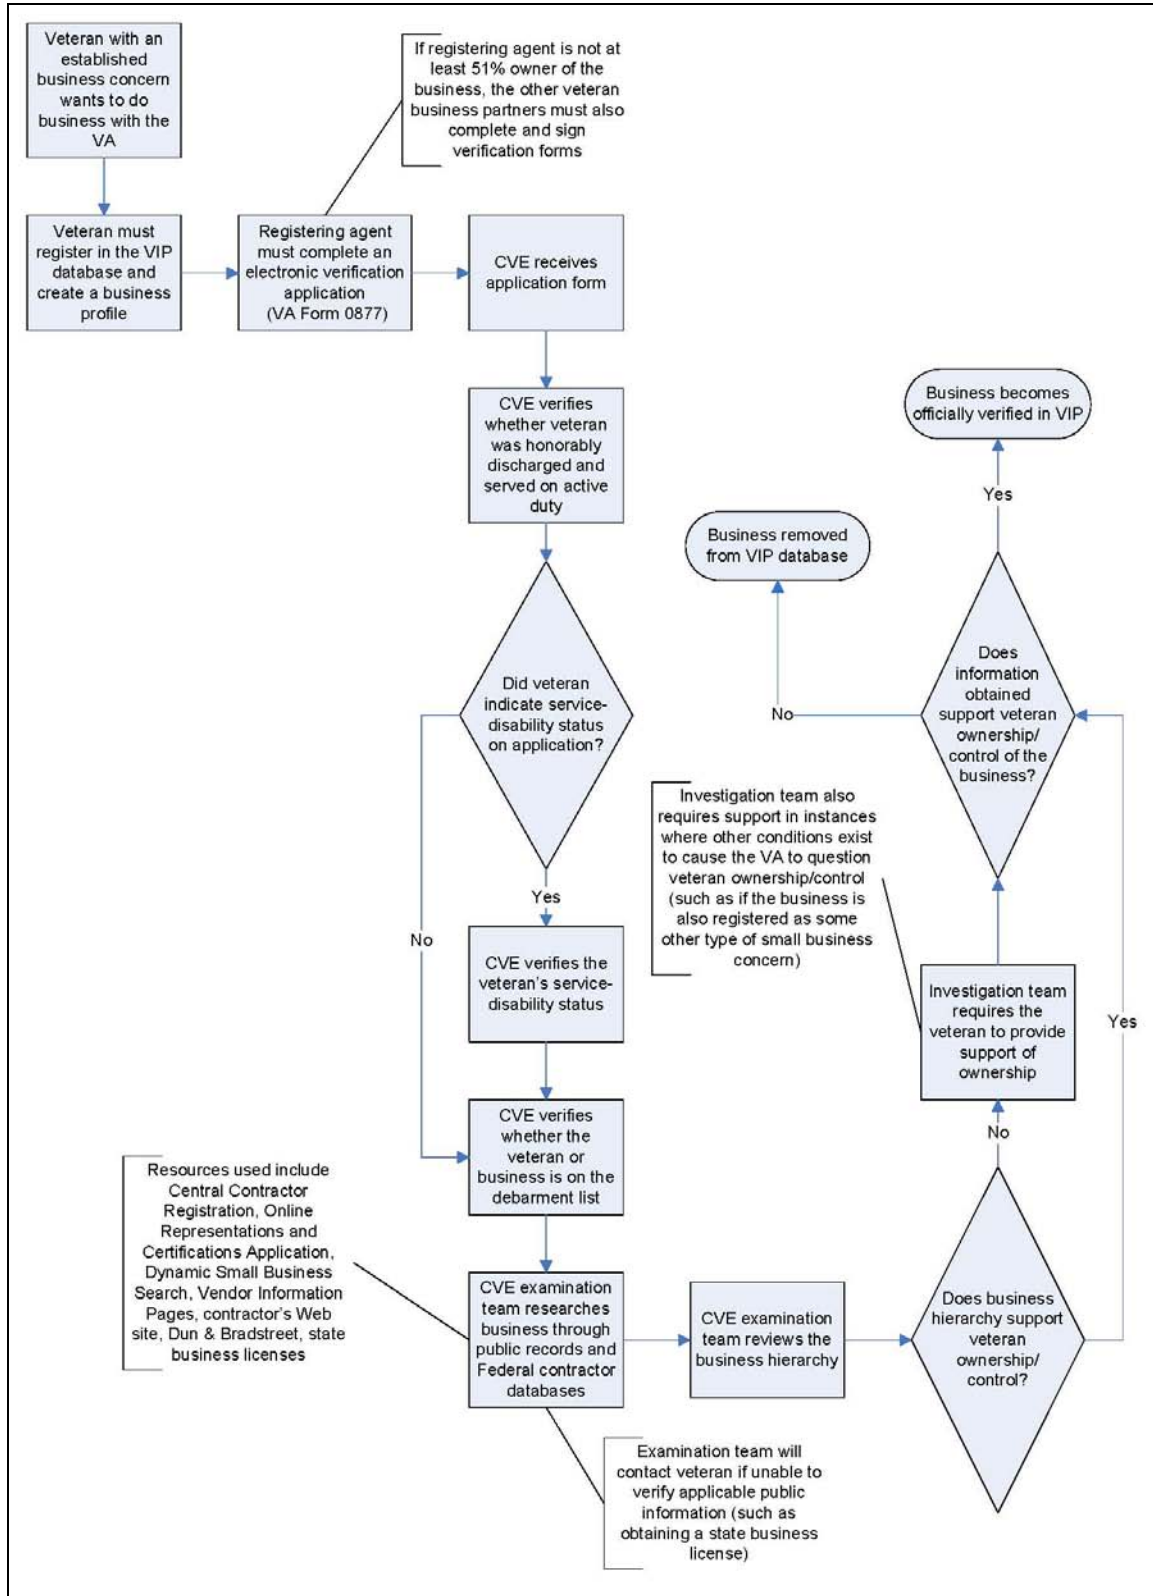 Veteran with an
established
business concern
wants to do
business with the
VA
If registering agent is not at
least 51% owner of the
business, the other veteran
business partners must also
complete and sign
verification forms
Veteran must
register in the VIP
database and
create a business
profile
Registering agent
must complete an
electronic verification
application
(VA Form 0877)
CVE receives
application form
CVE verifies
whether veteran
was honorably
discharged and
served on active
duty
Did veteran
indicate service-
disability status
on application?
Yes
No
CVE verifies the
veteran's service-
disability status
CVE verifies
whether the
veteran or
business is on the
debarment list
Resources used include
Central Contractor
Registration, Online
Representations and
Certifications Application,
Dynamic Small Business
Search, Vendor Information
Pages, contractor's Web
site, Dun & Bradstreet, state
business licenses
CVE examination
team researches
business through
public records and
Federal contractor
databases
Examination team will
contact veteran if unable to
verify applicable public
information (such as
obtaining a state business
license)
CVE examination
team reviews the
business hierarchy
Does business
hierarchy support
veteran
ownership/
control?
No
Yes
Investigation team
requires the
veteran to provide
support of
ownership
Investigation team also
requires support in instances
where other conditions exist
to cause the VA to question
veteran ownership/control
(such as if the business is
also registered as some
other type of small business
concern)
Does
information
obtained
support veteran
ownership/
control of the
business?
No
Business removed
from VIP database
Yes
Business becomes
officially verified in VIP